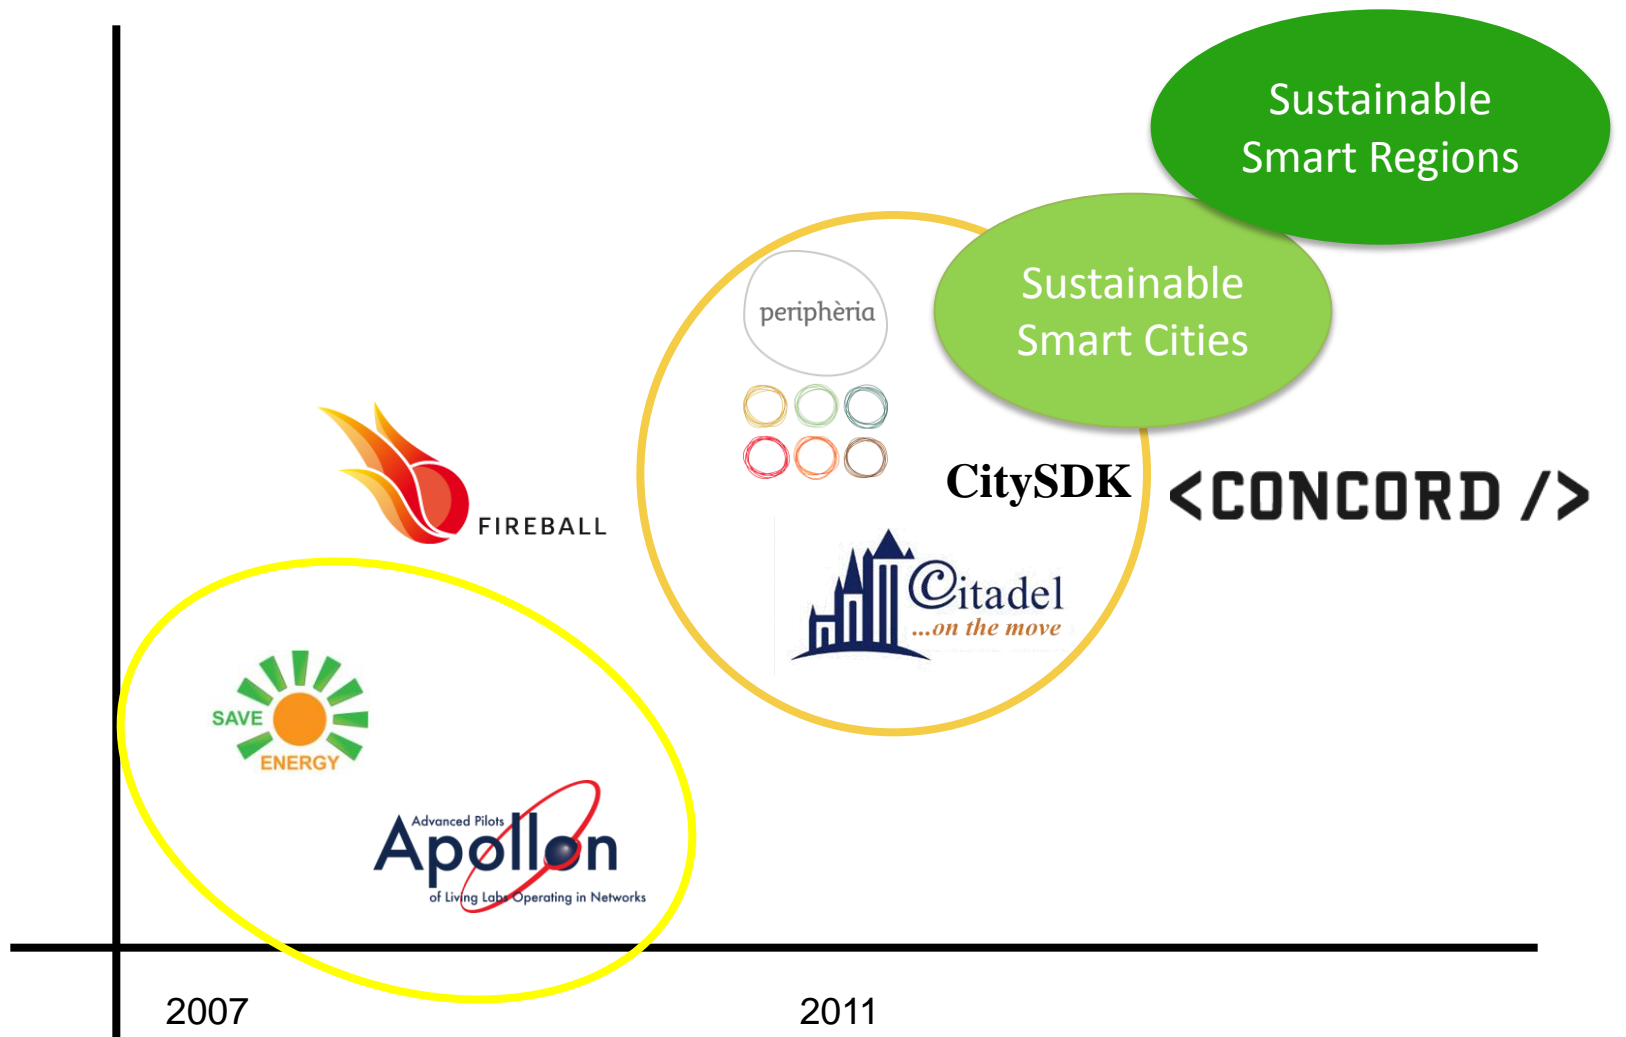 Sustainable
Smart Regions
Sustainable
Smart Cities
periphèria
FIREBALL
CitySDK
<CONCORD />
Citadel
...on the move
SAVE
ENERGY
Advanced Pilots
Apollon
of Living Labs Operating in Networks
2007
2011